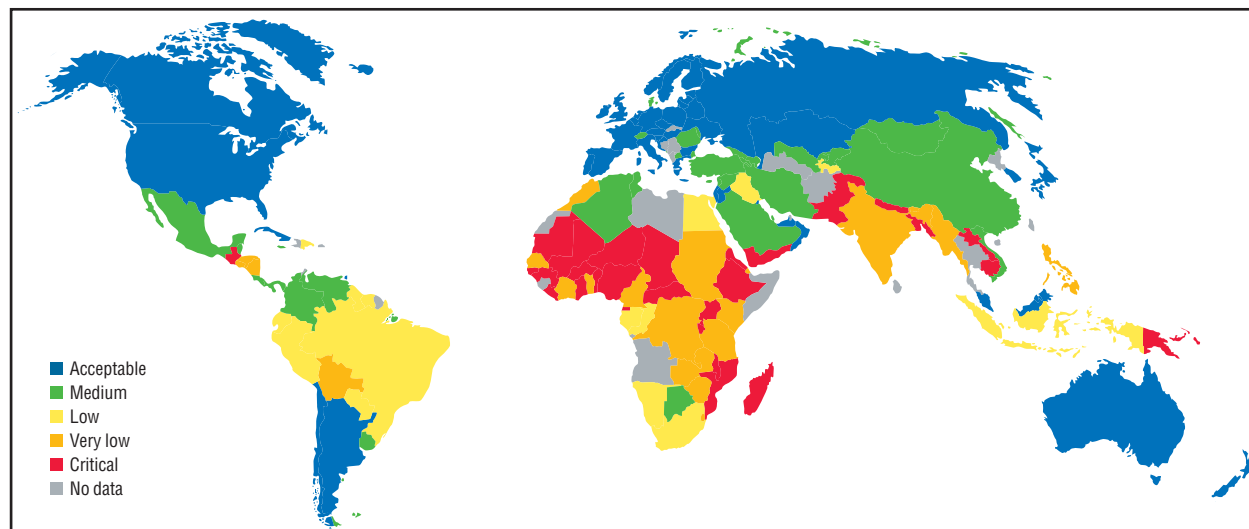 Acceptable
Medium
Low
Very low
Critical
No data